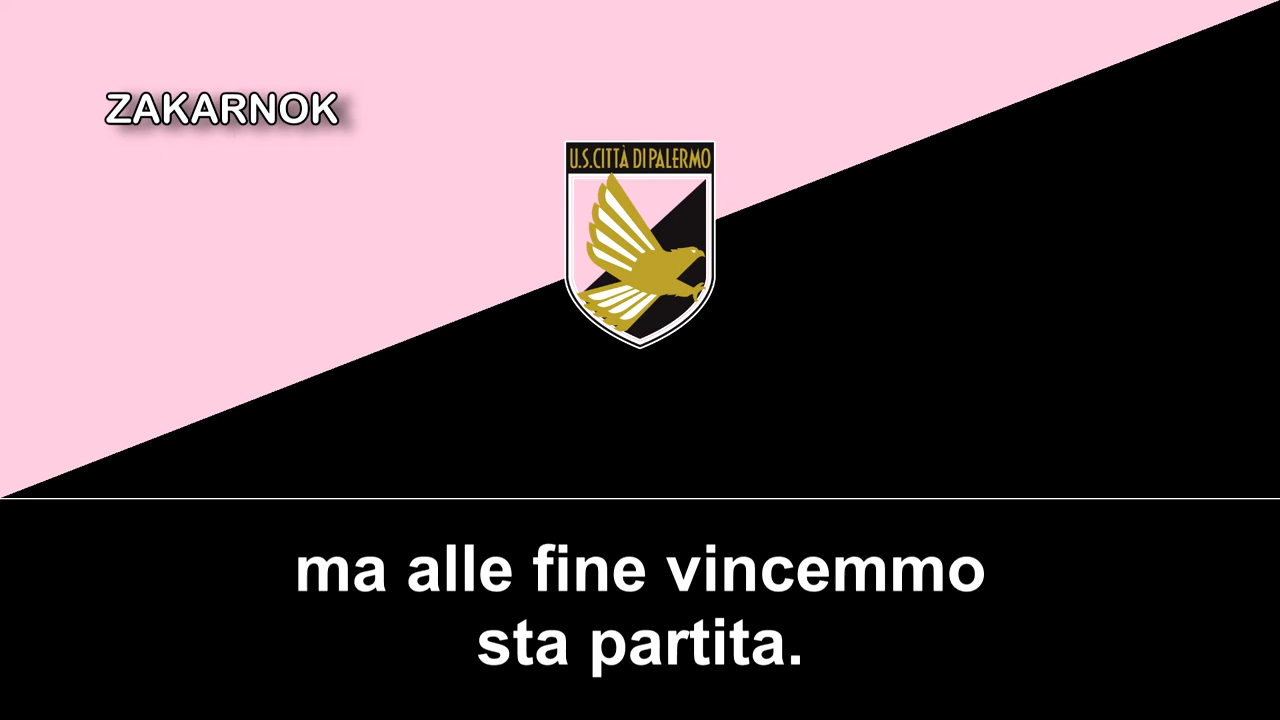 ZAKARNOK
U.S.CITTÀ DI PALERMO
ma alle fine vincemmo
sta partita.